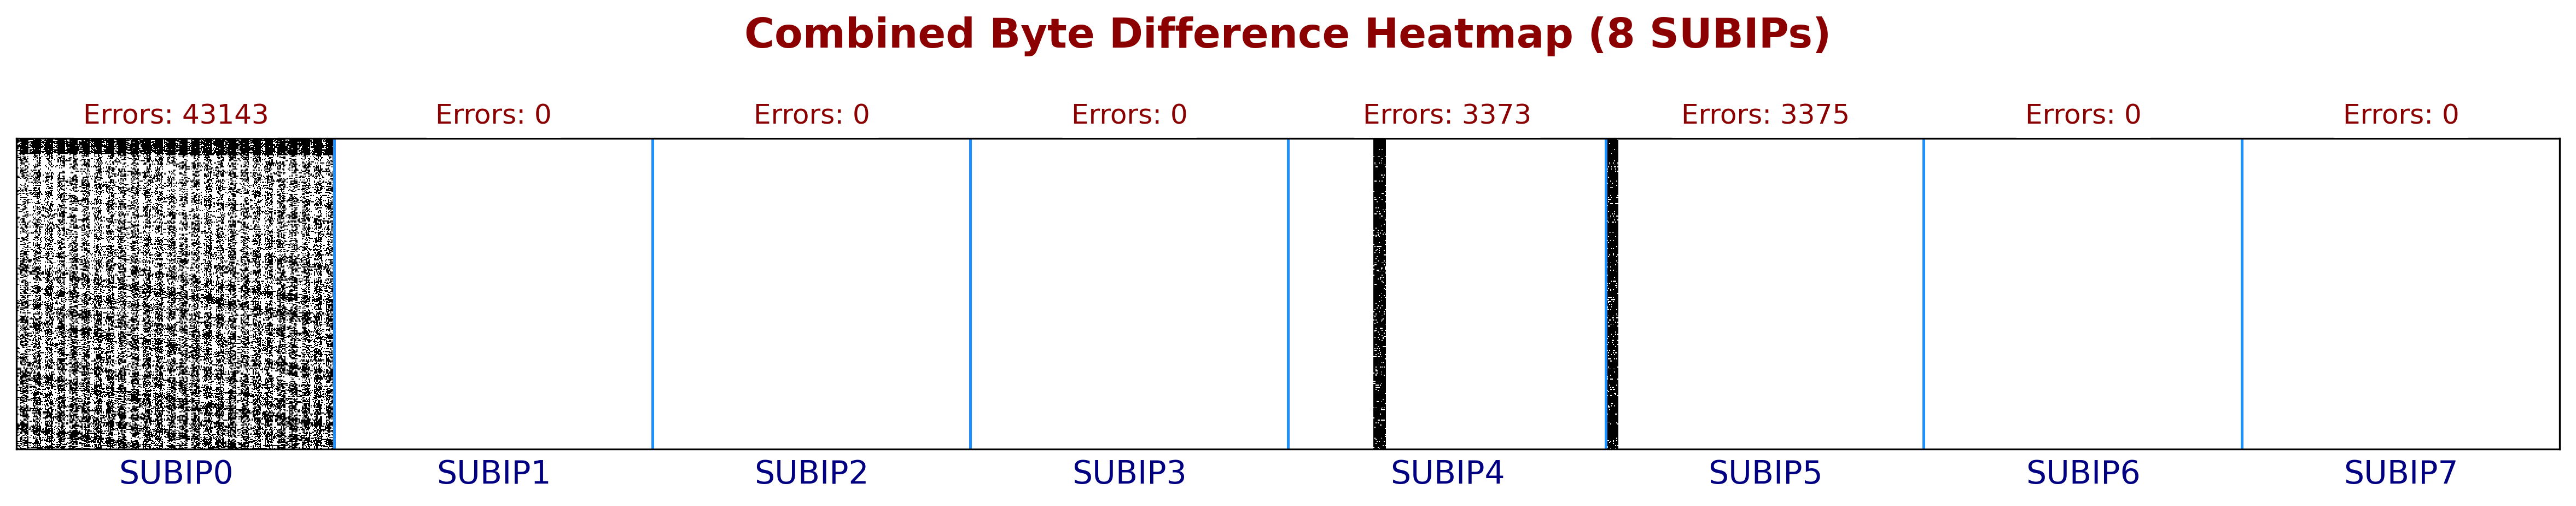 Combined Byte Difference Heatmap (8 SUBIPs)
Errors: 43143 Errors: 0 Errors: 0 Errors: 0 Errors: 3373 Errors: 3375 Errors: 0 Errors: 0
SUBIP0 SUBIP1 SUBIP2 SUBIP3 SUBIP4 SUBIP5 SUBIP6 SUBIP7